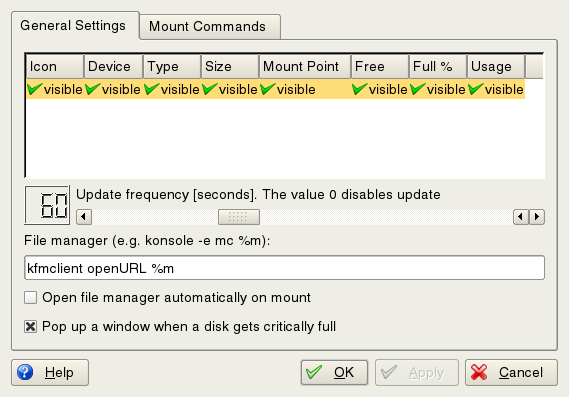 General Settings Mount Commands
Icon Device Type Size Mount Point Free Full % Usage
visible visible visible visible visible visible visible visible
60
Update frequency [seconds]. The value 0 disables update
File manager (e.g. konsole -e mc %m):
kfmclient openURL %m
Open file manager automatically on mount
Pop up a window when a disk gets critically full
Help OK Apply Cancel